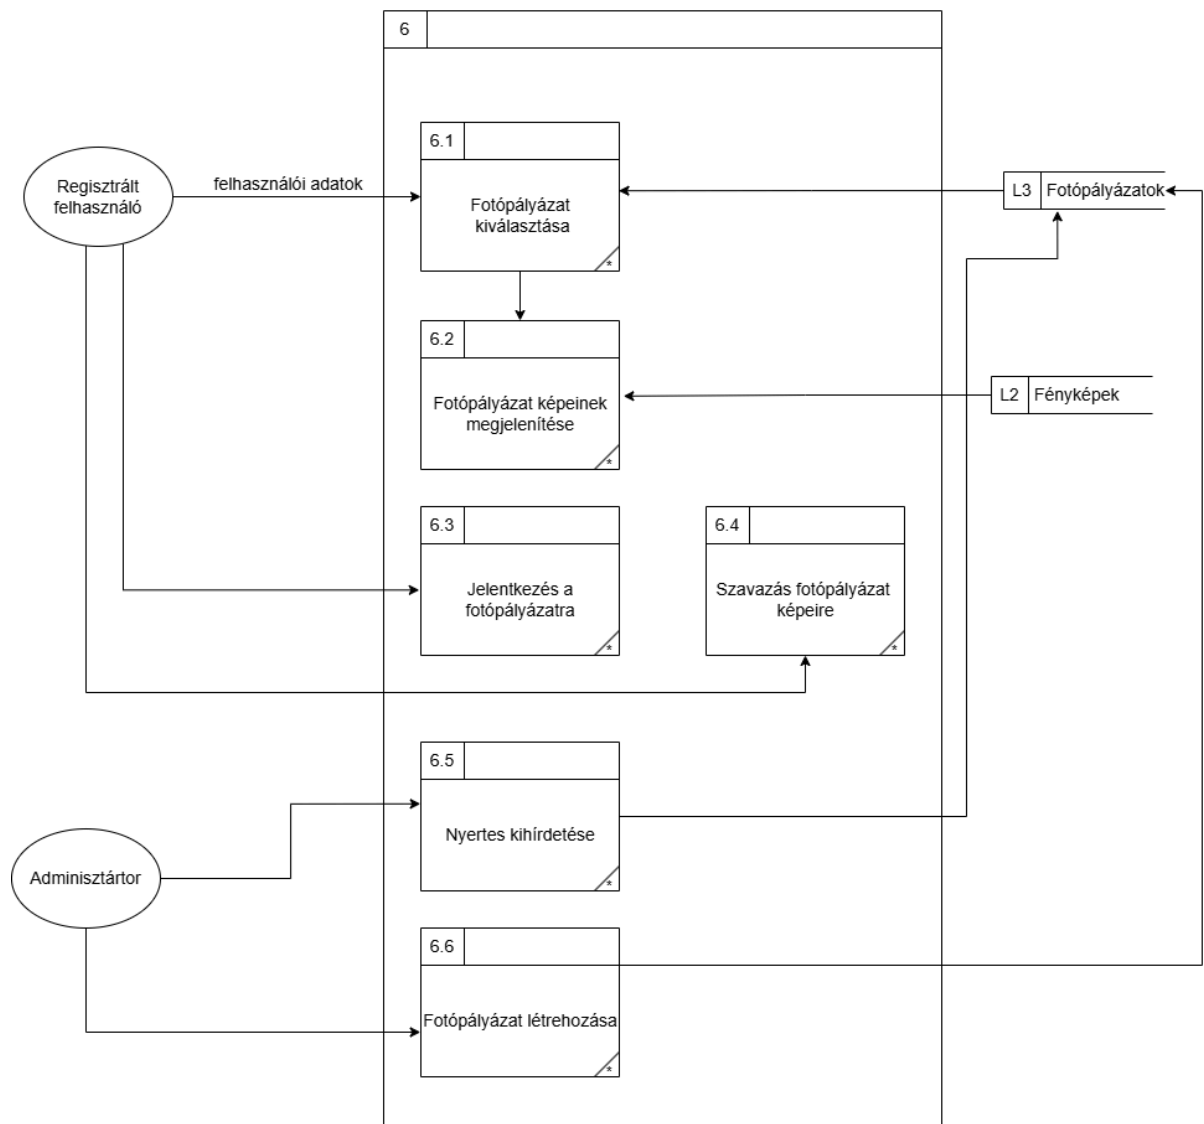 6
6.1
Regisztrált
felhasználó
felhasználói adatok
Fotópályázat
kiválasztása
*
L3 Fotópályázatok
6.2
Fotópályázat képeinek
megjelenítése
*
L2 Fényképek
6.3
Jelentkezés a
fotópályázatra
*
6.4
Szavazás fotópályázat
képeire
*
6.5
Nyertes kihírdetése
*
Adminisztártor
6.6
Fotópályázat létrehozása
*